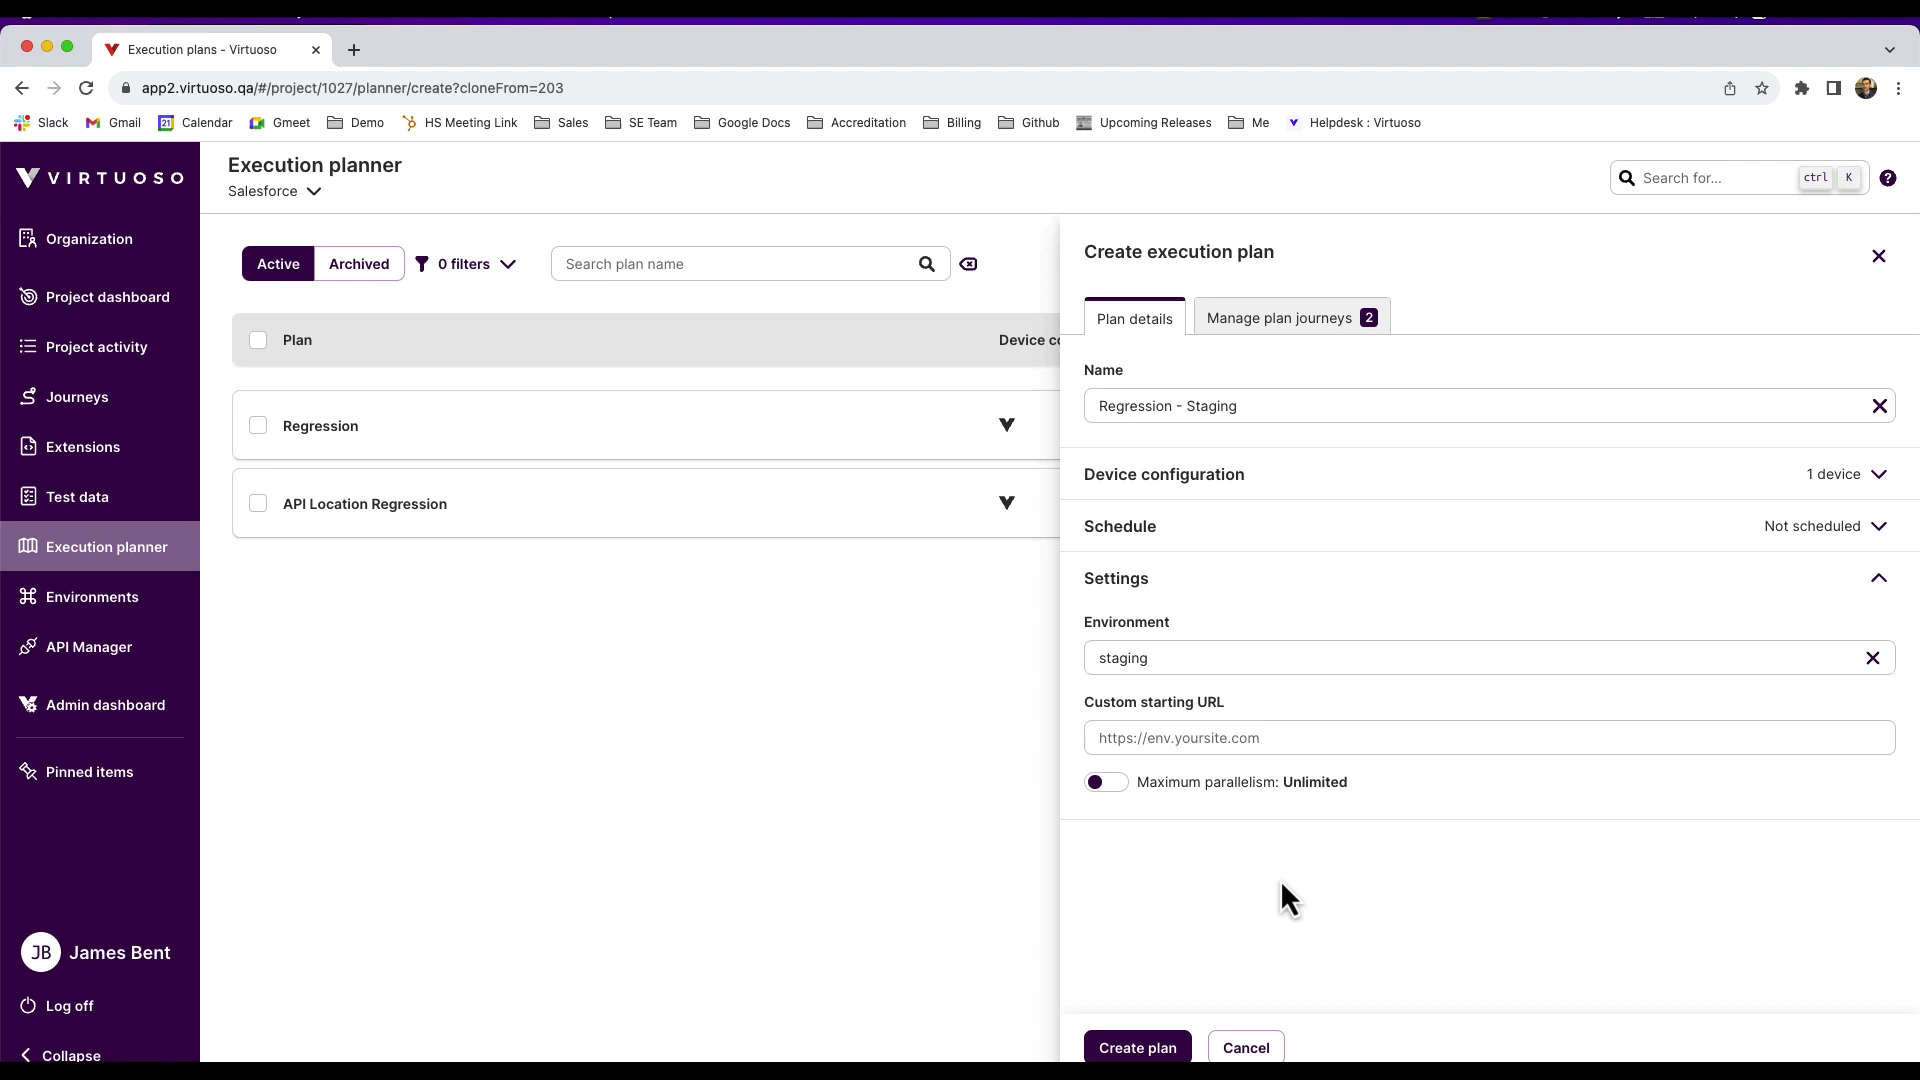 Execution plans - Virtuoso
app2.virtuoso.qa/#/project/1027/planner/create?cloneFrom=203
Slack
Gmail
21
Calendar
Gmeet
Demo
HS Meeting Link
Sales
SE Team
Google Docs
Accreditation
Billing
Github
Upcoming Releases
Me
Helpdesk : Virtuoso
VIRTUOSO
Organization
Project dashboard
Project activity
Journeys
Extensions
Test data
Execution planner
Environments
API Manager
Admin dashboard
Pinned items
JB
James Bent
Log off
Collapse
Execution planner
Salesforce
Search for...
ctrl
K
?
Active
Archived
0 filters
Search plan name
Plan
Device co
Regression
API Location Regression
Create execution plan
Plan details
Manage plan journeys 2
Name
Regression - Staging
Device configuration
1 device
Schedule
Not scheduled
Settings
Environment
staging
Custom starting URL
https://env.yoursite.com
Maximum parallelism: Unlimited
Create plan
Cancel